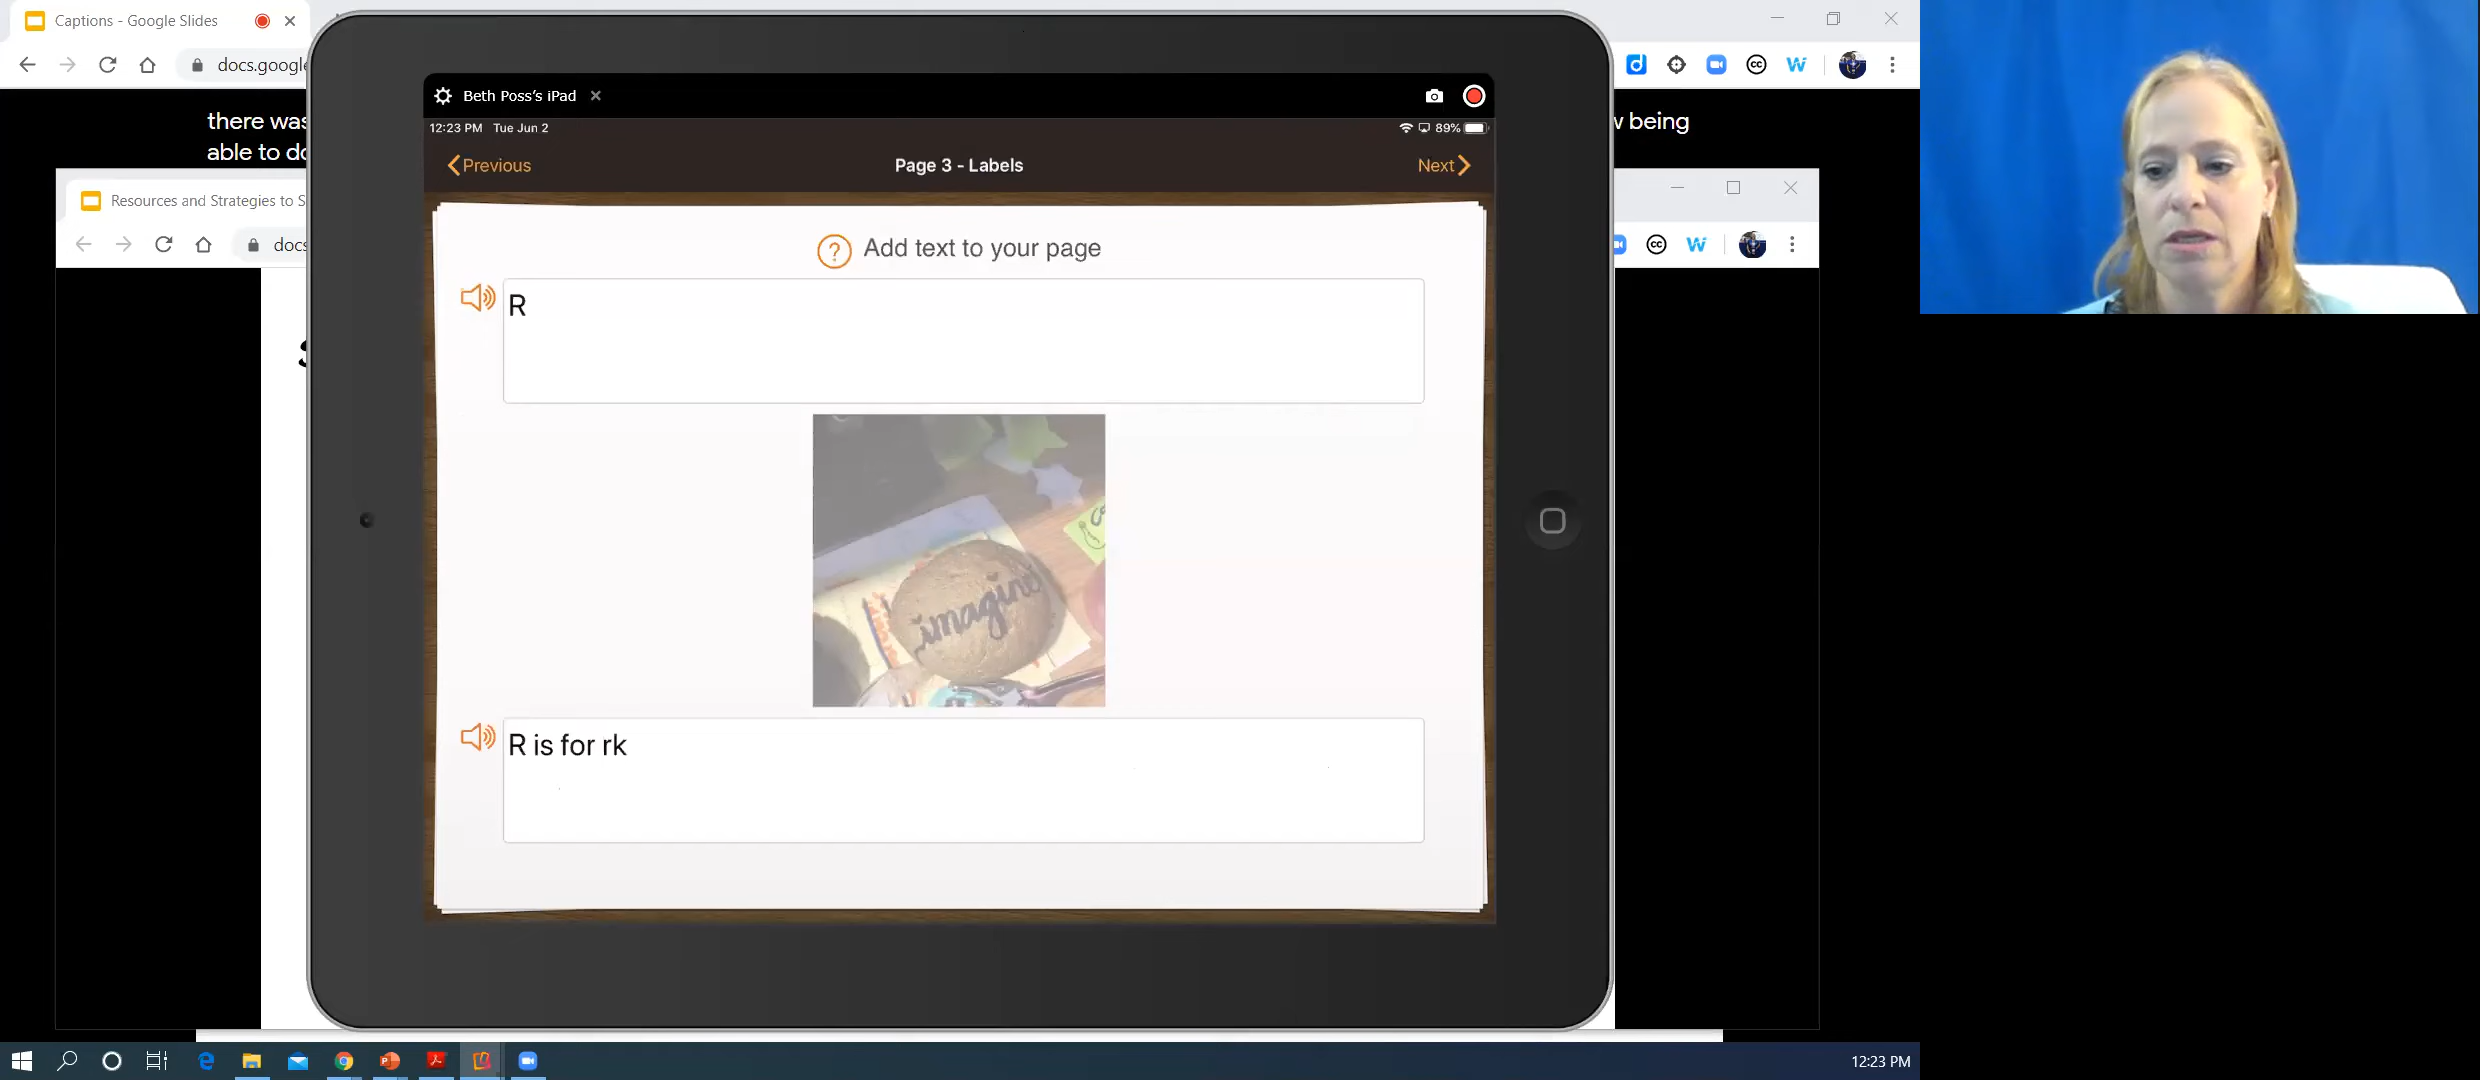 Captions - Google Slides
docs.google
there was
able to do
w being
Resources and Strategies to S
docs
Beth Poss's iPad
12:23 PM Tue Jun 2
89%
Previous
Page 3 - Labels
Next
Add text to your page
R
imagine
R is for rk
12:23 PM